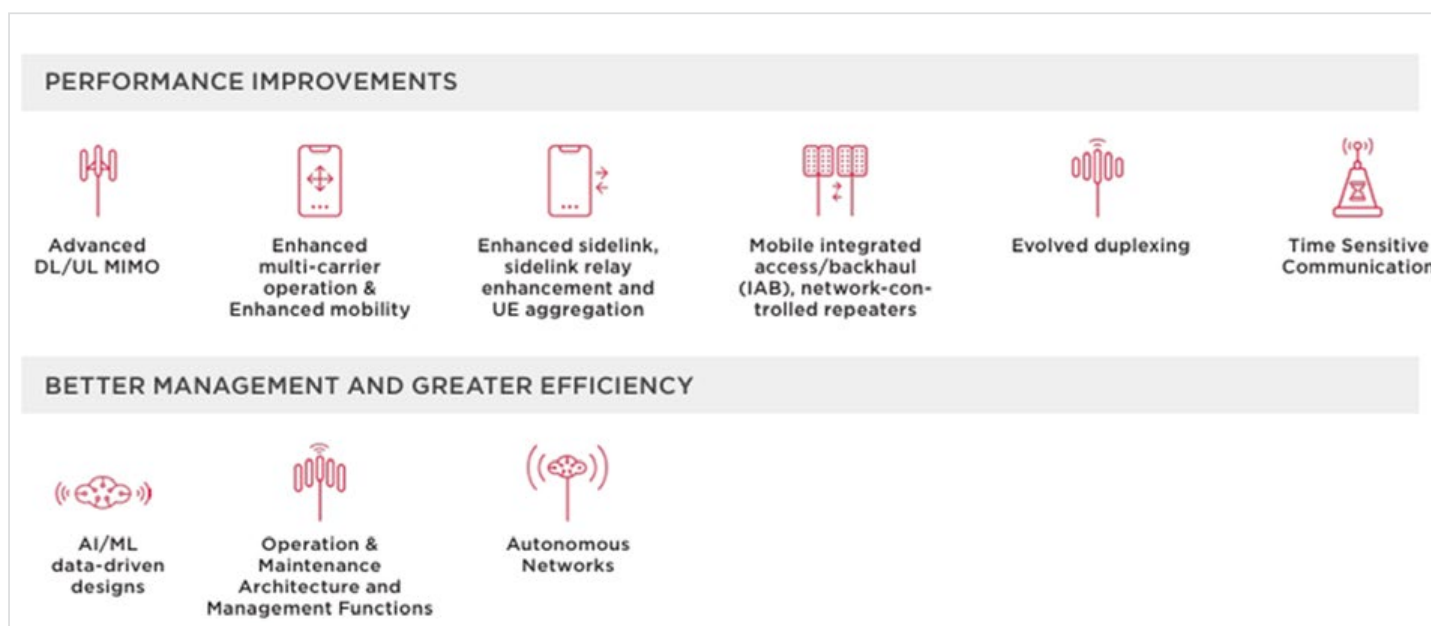 PERFORMANCE IMPROVEMENTS
Advanced
DL/UL MIMO
Enhanced
multi-carrier
operation &
Enhanced mobility
Enhanced sidelink,
sidelink relay
enhancement and
UE aggregation
Mobile integrated
access/backhaul
(IAB), network-con-
trolled repeaters
Evolved duplexing
Time Sensitive
Communication
BETTER MANAGEMENT AND GREATER EFFICIENCY
AI/ML
data-driven
designs
Operation &
Maintenance
Architecture and
Management Functions
Autonomous
Networks